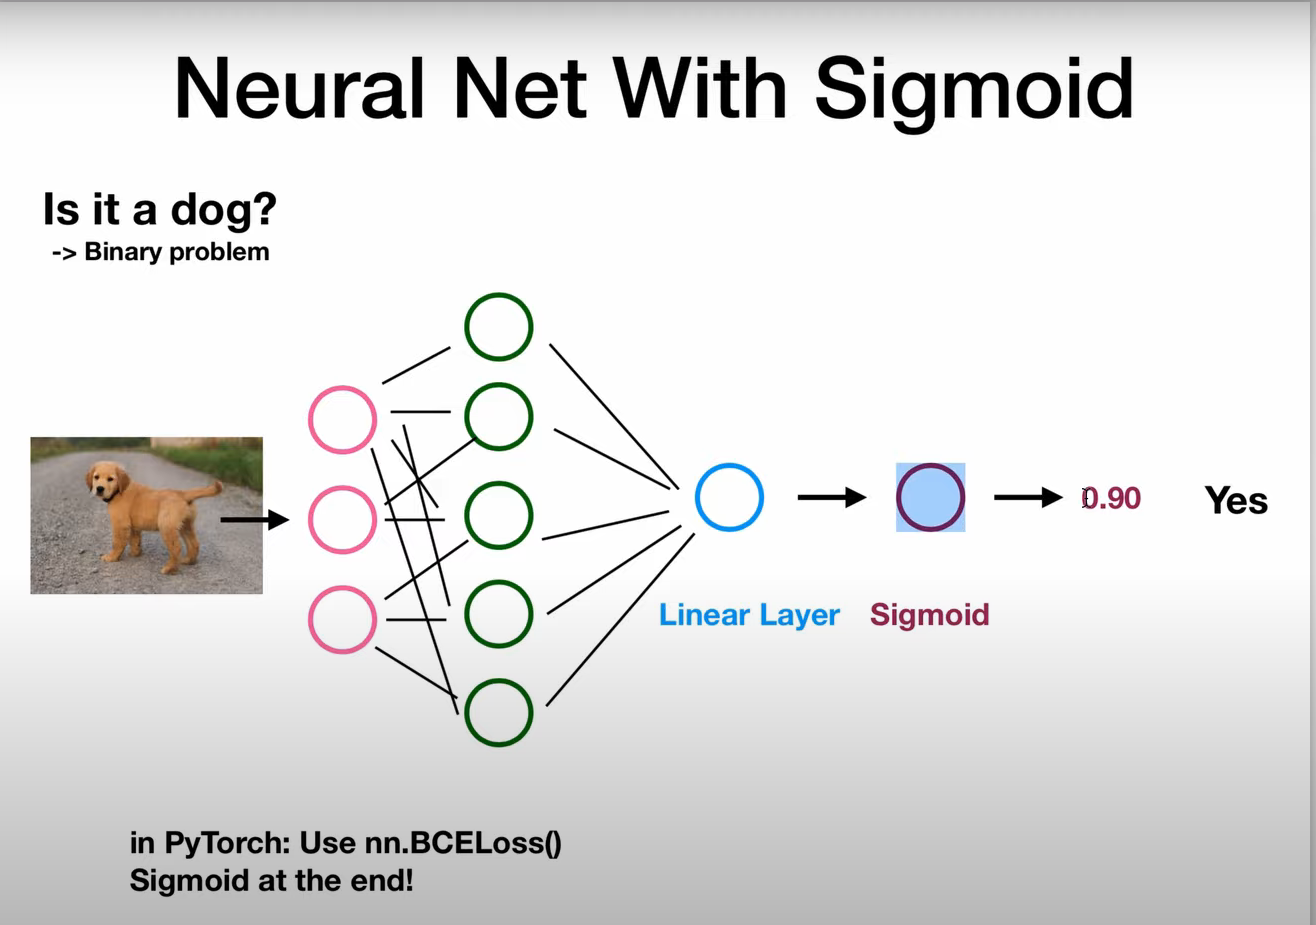 Neural Net With Sigmoid
Is it a dog?
-> Binary problem
0.90
Yes
Linear Layer
Sigmoid
in PyTorch: Use nn.BCELoss()
Sigmoid at the end!